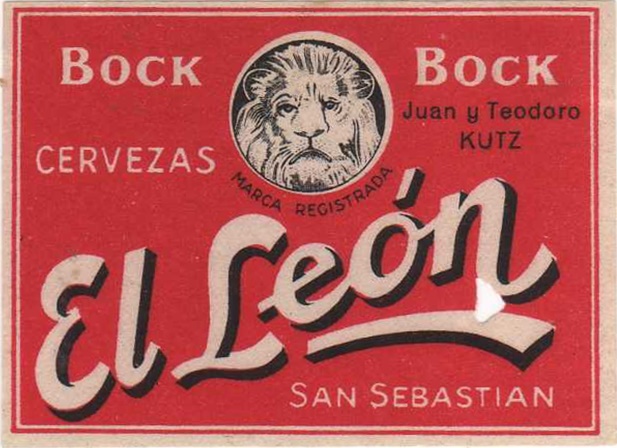 BOCK
BOCK
Juan y Teodoro
KUTZ
CERVEZAS
MARCA REGISTRADA
El León
SAN SEBASTIAN